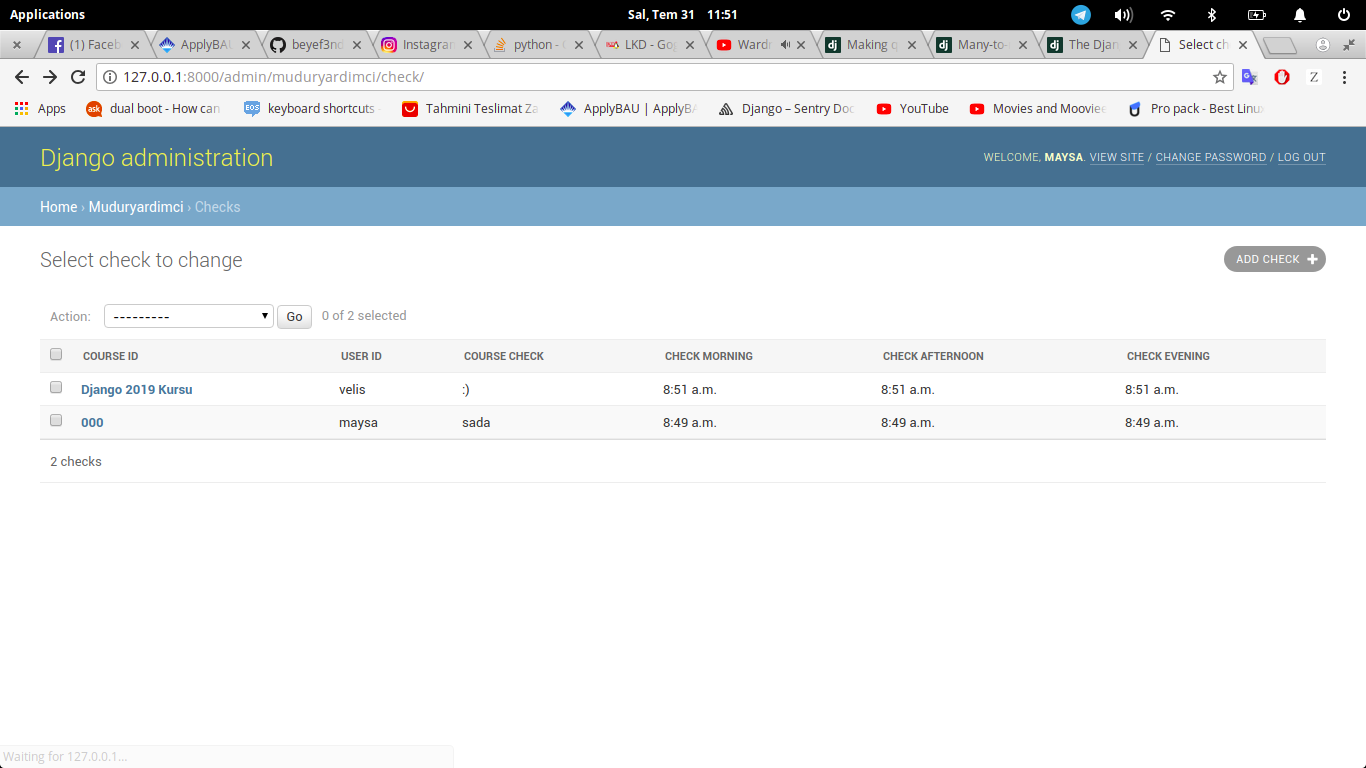 Applications Sal, Tem 31 11:51
(1) Faceb ApplyBAU beyef3nd Instagran python - LKD - Gog Wardr Making q Many-to- The Djan Select ch
127.0.0.1:8000/admin/muduryardimci/check/
Apps dual boot - How can keyboard shortcuts - Tahmini Teslimat Za ApplyBAU | ApplyBA Django – Sentry Doc YouTube Movies and Mooviee Pro pack - Best Linux
Django administration WELCOME, MAYSA. VIEW SITE / CHANGE PASSWORD / LOG OUT
Home › Muduryardimci › Checks
Select check to change ADD CHECK +
Action: --------- Go 0 of 2 selected
COURSE ID USER ID COURSE CHECK CHECK MORNING CHECK AFTERNOON CHECK EVENING
Django 2019 Kursu velis :) 8:51 a.m. 8:51 a.m. 8:51 a.m.
000 maysa sada 8:49 a.m. 8:49 a.m. 8:49 a.m.
2 checks
Waiting for 127.0.0.1...